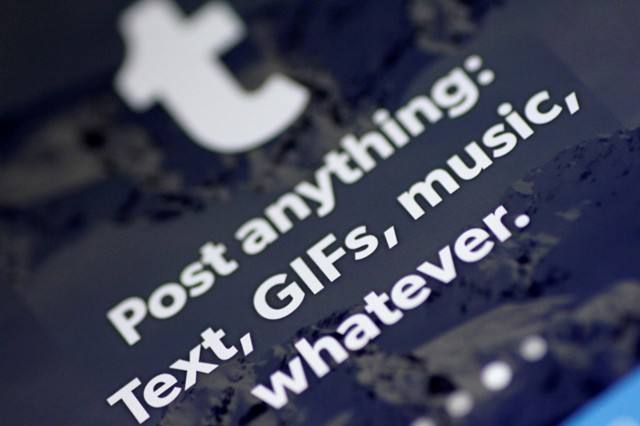 t
Post anything:
Text, GIFs, music,
whatever.